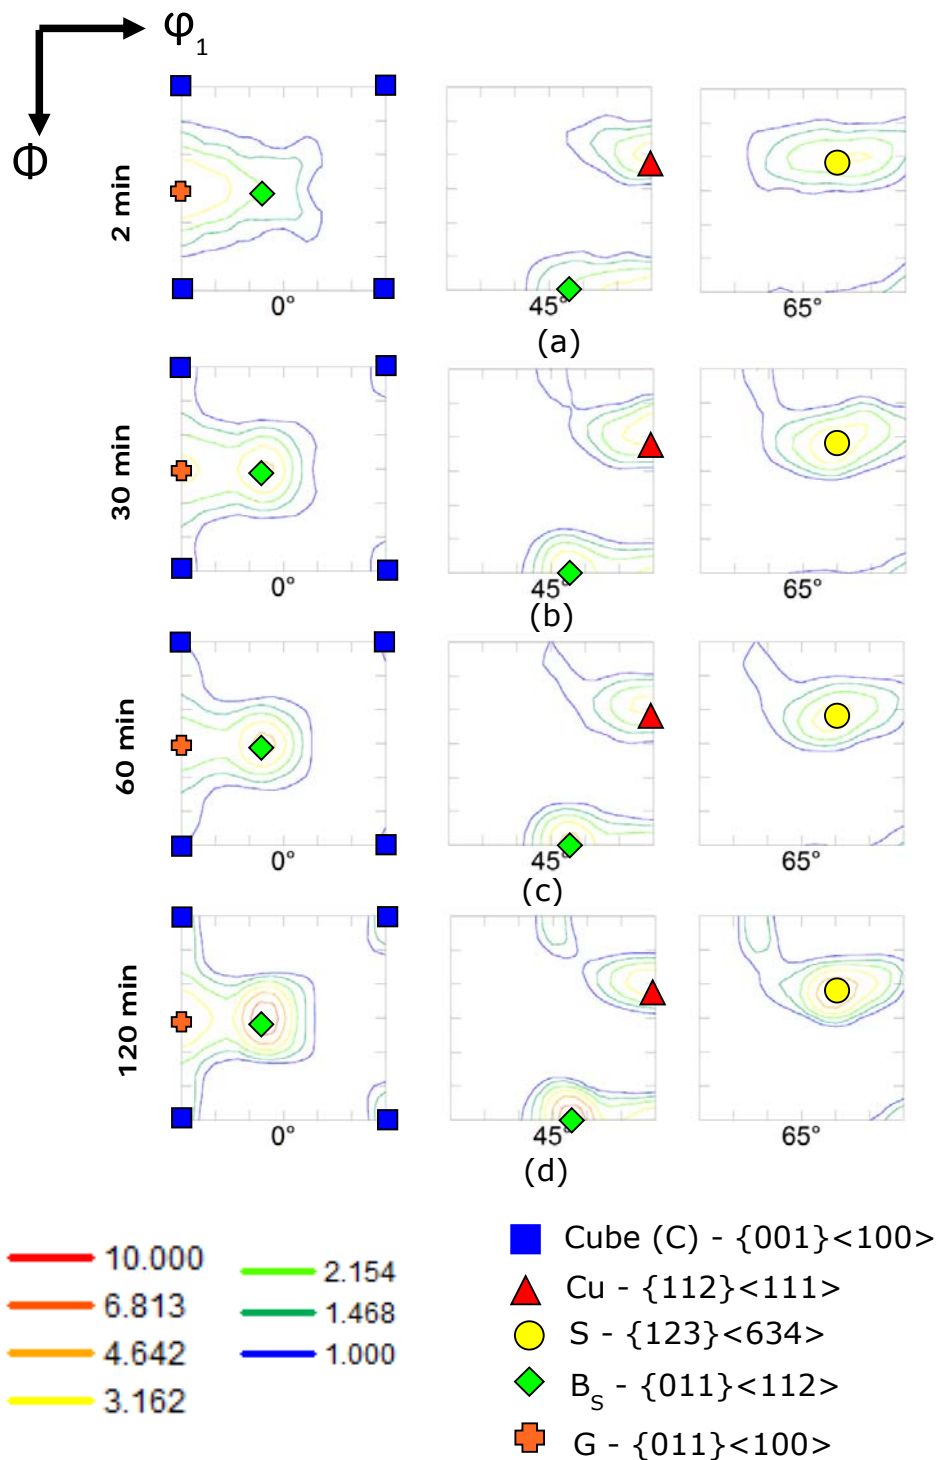 φ1
Φ
2 min
0°
45°
65°
(a)
30 min
0°
45°
65°
(b)
60 min
0°
45°
65°
(c)
120 min
0°
45°
65°
(d)
10.000
6.813
4.642
3.162
2.154
1.468
1.000
Cube (C) - {001}<100>
Cu - {112}<111>
S - {123}<634>
BS - {011}<112>
G - {011}<100>